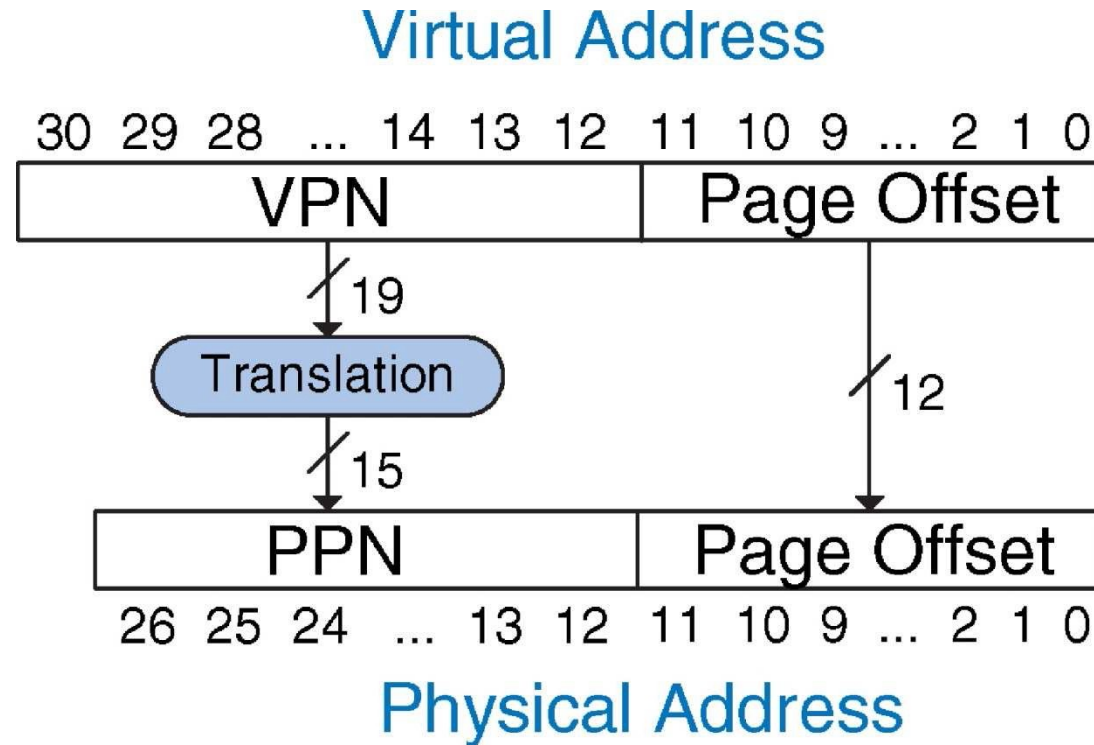 Virtual Address
30 29 28 ... 14 13 12 11 10 9 ... 2 1 0
VPN Page Offset
19
Translation
12
15
PPN Page Offset
26 25 24 ... 13 12 11 10 9 ... 2 1 0
Physical Address